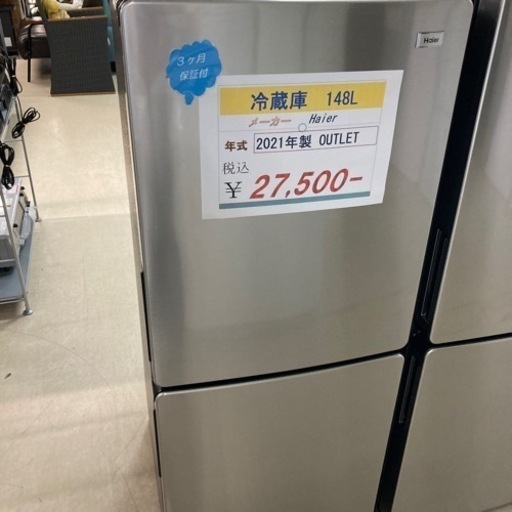 Haier
3ヶ月
保証付
冷蔵庫 148L
メーカー Haier
年式 2021年製 OUTLET
税込
¥27,500-